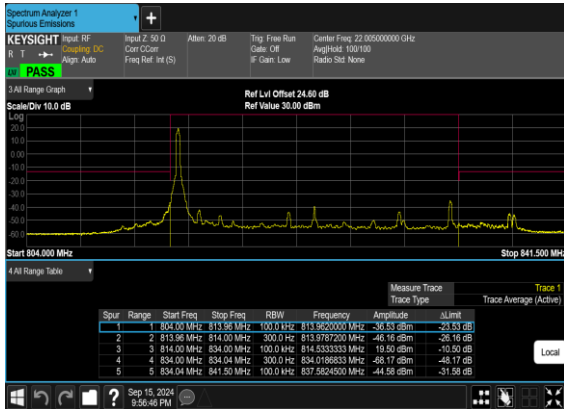 Spectrum Analyzer 1
Spurious Emissions
KEYSIGHT Input: RF Input Z: 50 Ω Atten: 20 dB Trig: Free Run Center Freq: 22.005000000 GHz
R T Coupling: DC Corr CCorr Gate: Off Avg|Hold: 100/100
Align: Auto Freq Ref: Int (S) IF Gain: Low Radio Std: None
PASS
3 All Range Graph
Ref Lvl Offset 24.60 dB
Scale/Div 10.0 dB Ref Value 30.00 dBm
Log
20.0
10.0
0.00
-10.0
-20.0
-30.0
-40.0
-50.0
-60.0
Start 804.000 MHz Stop 841.500 MHz
4 All Range Table
Measure Trace Trace 1
Trace Type Trace Average (Active)
Spur Range Start Freq Stop Freq RBW Frequency Amplitude ΔLimit
1 1 804.00 MHz 813.96 MHz 100.0 kHz 813.9620000 MHz -36.53 dBm -23.53 dB
2 2 813.96 MHz 814.00 MHz 300.0 Hz 813.9787200 MHz -46.16 dBm -26.16 dB
3 3 814.00 MHz 834.00 MHz 100.0 kHz 814.5333333 MHz 19.50 dBm -10.50 dB
4 4 834.00 MHz 834.04 MHz 300.0 Hz 834.0186833 MHz -68.17 dBm -48.17 dB
5 5 834.04 MHz 841.50 MHz 100.0 kHz 837.5824500 MHz -44.58 dBm -31.58 dB
Local
Sep 15, 2024
9:56:46 PM